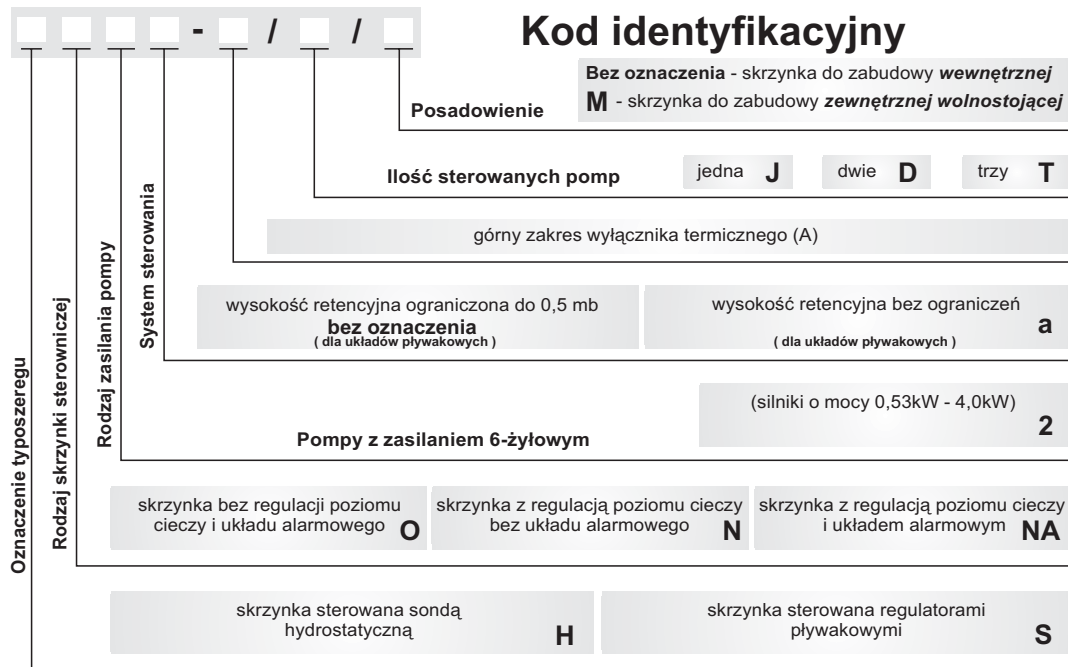 - / /
Kod identyfikacyjny
Bez oznaczenia - skrzynka do zabudowy wewnętrznej
M - skrzynka do zabudowy zewnętrznej wolnostojącej
Posadowienie
Ilość sterowanych pomp
jedna J
dwie D
trzy T
górny zakres wyłącznika termicznego (A)
System sterowania
wysokość retencyjna ograniczona do 0,5 mb
bez oznaczenia
( dla układów pływakowych )
wysokość retencyjna bez ograniczeń
a
( dla układów pływakowych )
Rodzaj zasilania pompy
(silniki o mocy 0,53kW - 4,0kW)
2
Pompy z zasilaniem 6-żyłowym
Rodzaj skrzynki sterowniczej
skrzynka bez regulacji poziomu
cieczy i układu alarmowego O
skrzynka z regulacją poziomu cieczy
bez układu alarmowego N
skrzynka z regulacją poziomu cieczy
i układem alarmowym NA
Oznaczenie typoszeregu
skrzynka sterowana sondą
hydrostatyczną H
skrzynka sterowana regulatorami
pływakowymi S